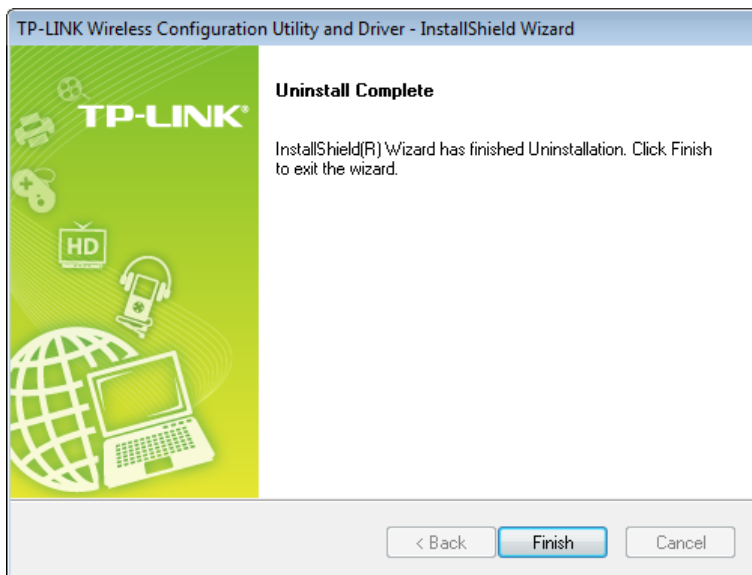 TP-LINK Wireless Configuration Utility and Driver - InstallShield Wizard
TP-LINK®
Uninstall Complete
InstallShield(R) Wizard has finished Uninstallation. Click Finish
to exit the wizard.
HD
< Back
Finish
Cancel